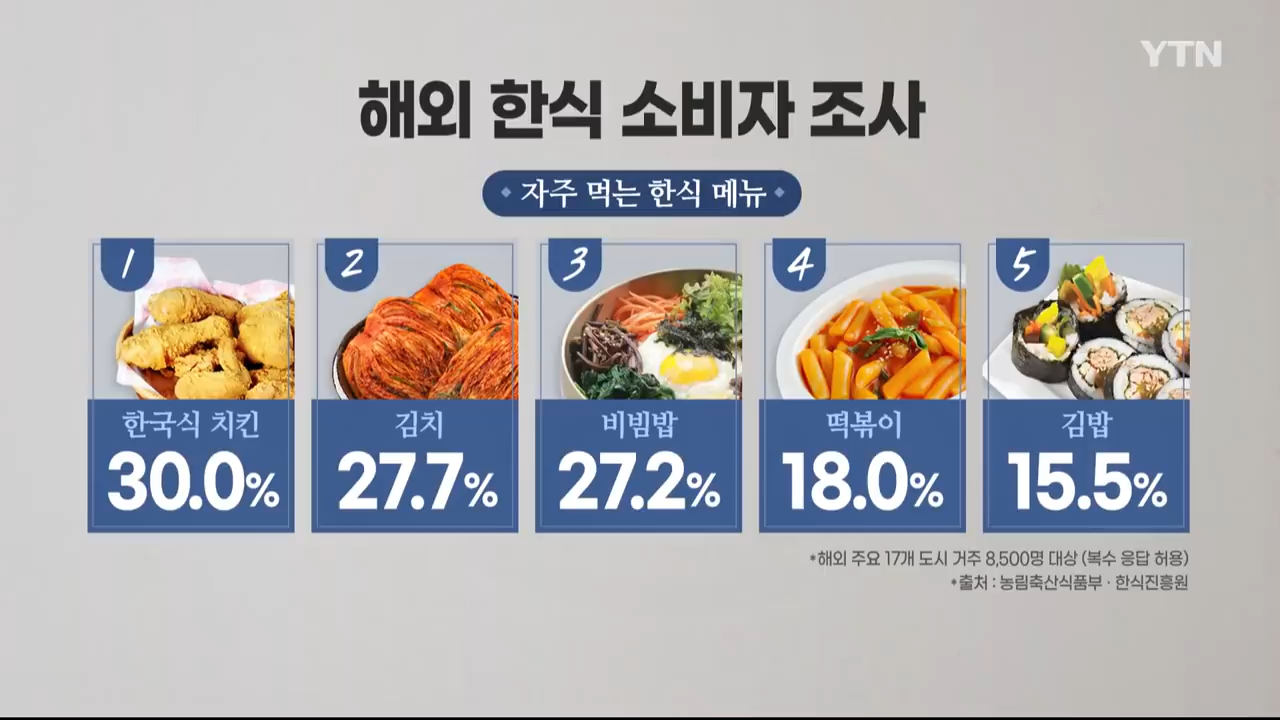 YTN
해외 한식 소비자 조사
자주 먹는 한식 메뉴
1
한국식 치킨
30.0%
2
김치
27.7%
3
비빔밥
27.2%
4
떡볶이
18.0%
5
김밥
15.5%
*해외 주요 17개 도시 거주 8,500명 대상 (복수 응답 허용)
*출처 : 농림축산식품부 · 한식진흥원